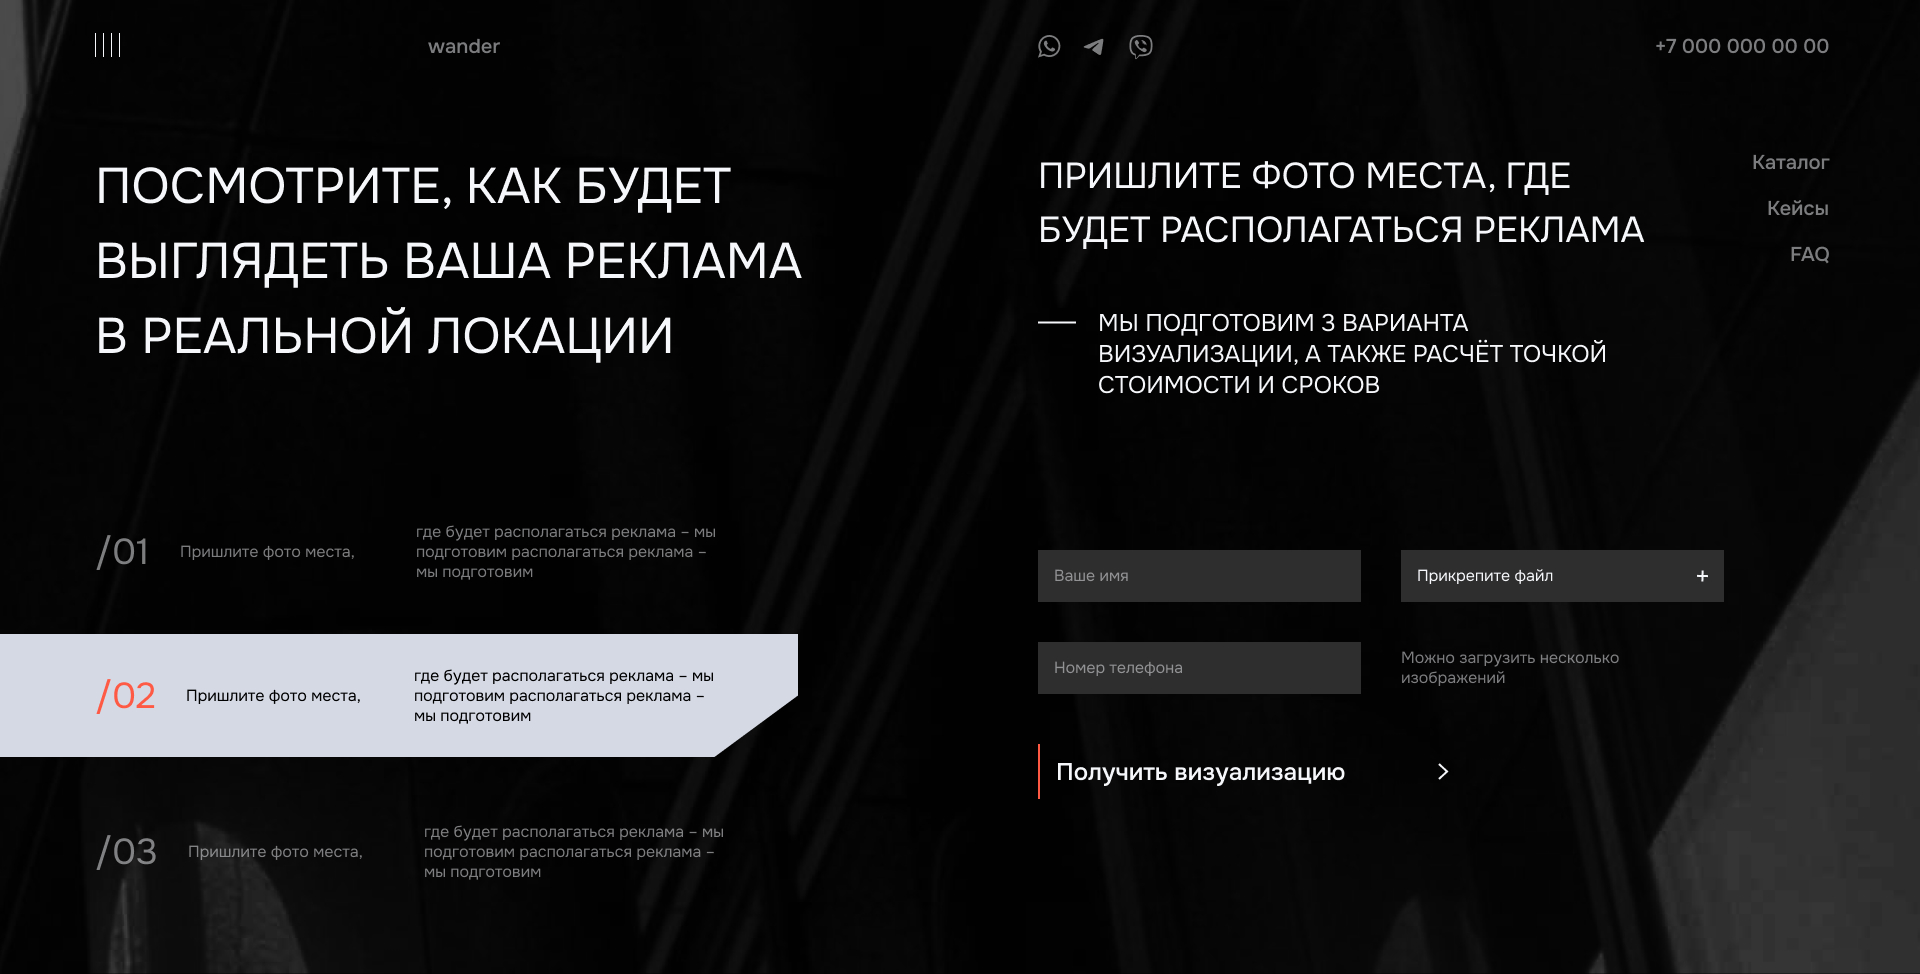 wander
+7 000 000 00 00
ПОСМОТРИТЕ, КАК БУДЕТ
ВЫГЛЯДЕТЬ ВАША РЕКЛАМА
В РЕАЛЬНОЙ ЛОКАЦИИ
/01
Пришлите фото места,
где будет располагаться реклама – мы
подготовим располагаться реклама –
мы подготовим
/02
Пришлите фото места,
где будет располагаться реклама – мы
подготовим располагаться реклама –
мы подготовим
/03
Пришлите фото места,
где будет располагаться реклама – мы
подготовим располагаться реклама –
мы подготовим
ПРИШЛИТЕ ФОТО МЕСТА, ГДЕ
БУДЕТ РАСПОЛАГАТЬСЯ РЕКЛАМА
МЫ ПОДГОТОВИМ 3 ВАРИАНТА
ВИЗУАЛИЗАЦИИ, А ТАКЖЕ РАСЧЁТ ТОЧКОЙ
СТОИМОСТИ И СРОКОВ
Каталог
Кейсы
FAQ
Ваше имя
Прикрепите файл +
Номер телефона
Можно загрузить несколько
изображений
Получить визуализацию